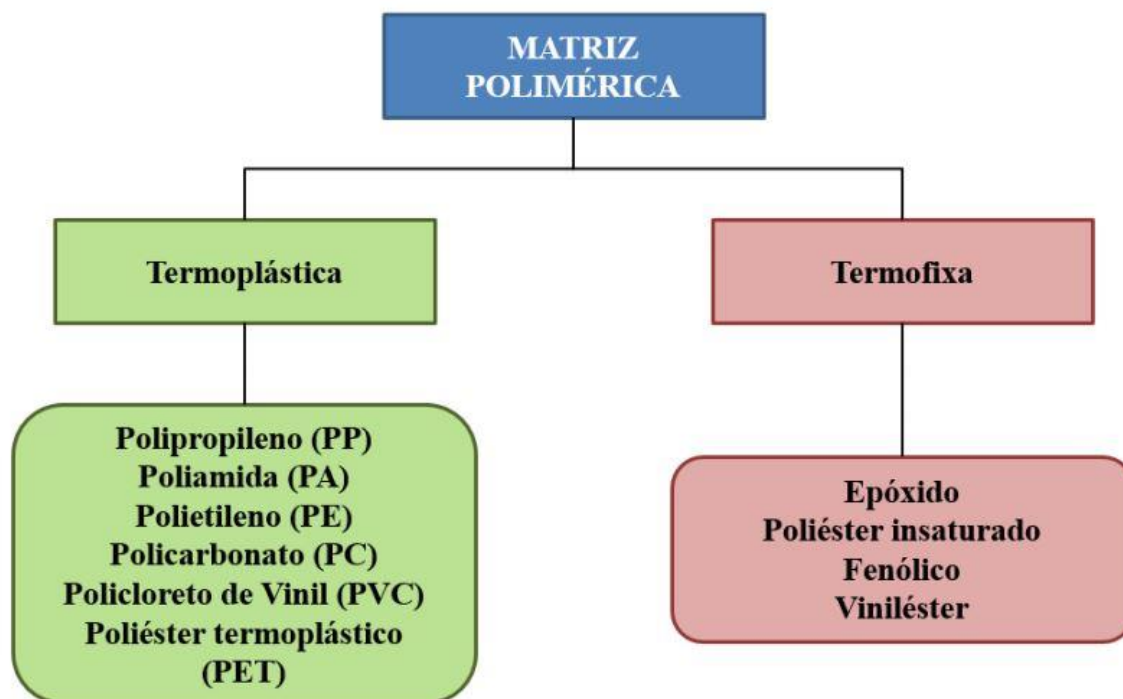 MATRIZ
POLIMÉRICA
Termoplástica
Termofixa
Polipropileno (PP)
Poliamida (PA)
Polietileno (PE)
Policarbonato (PC)
Policloreto de Vinil (PVC)
Poliéster termoplástico
(PET)
Epóxido
Poliéster insaturado
Fenólico
Viniléster